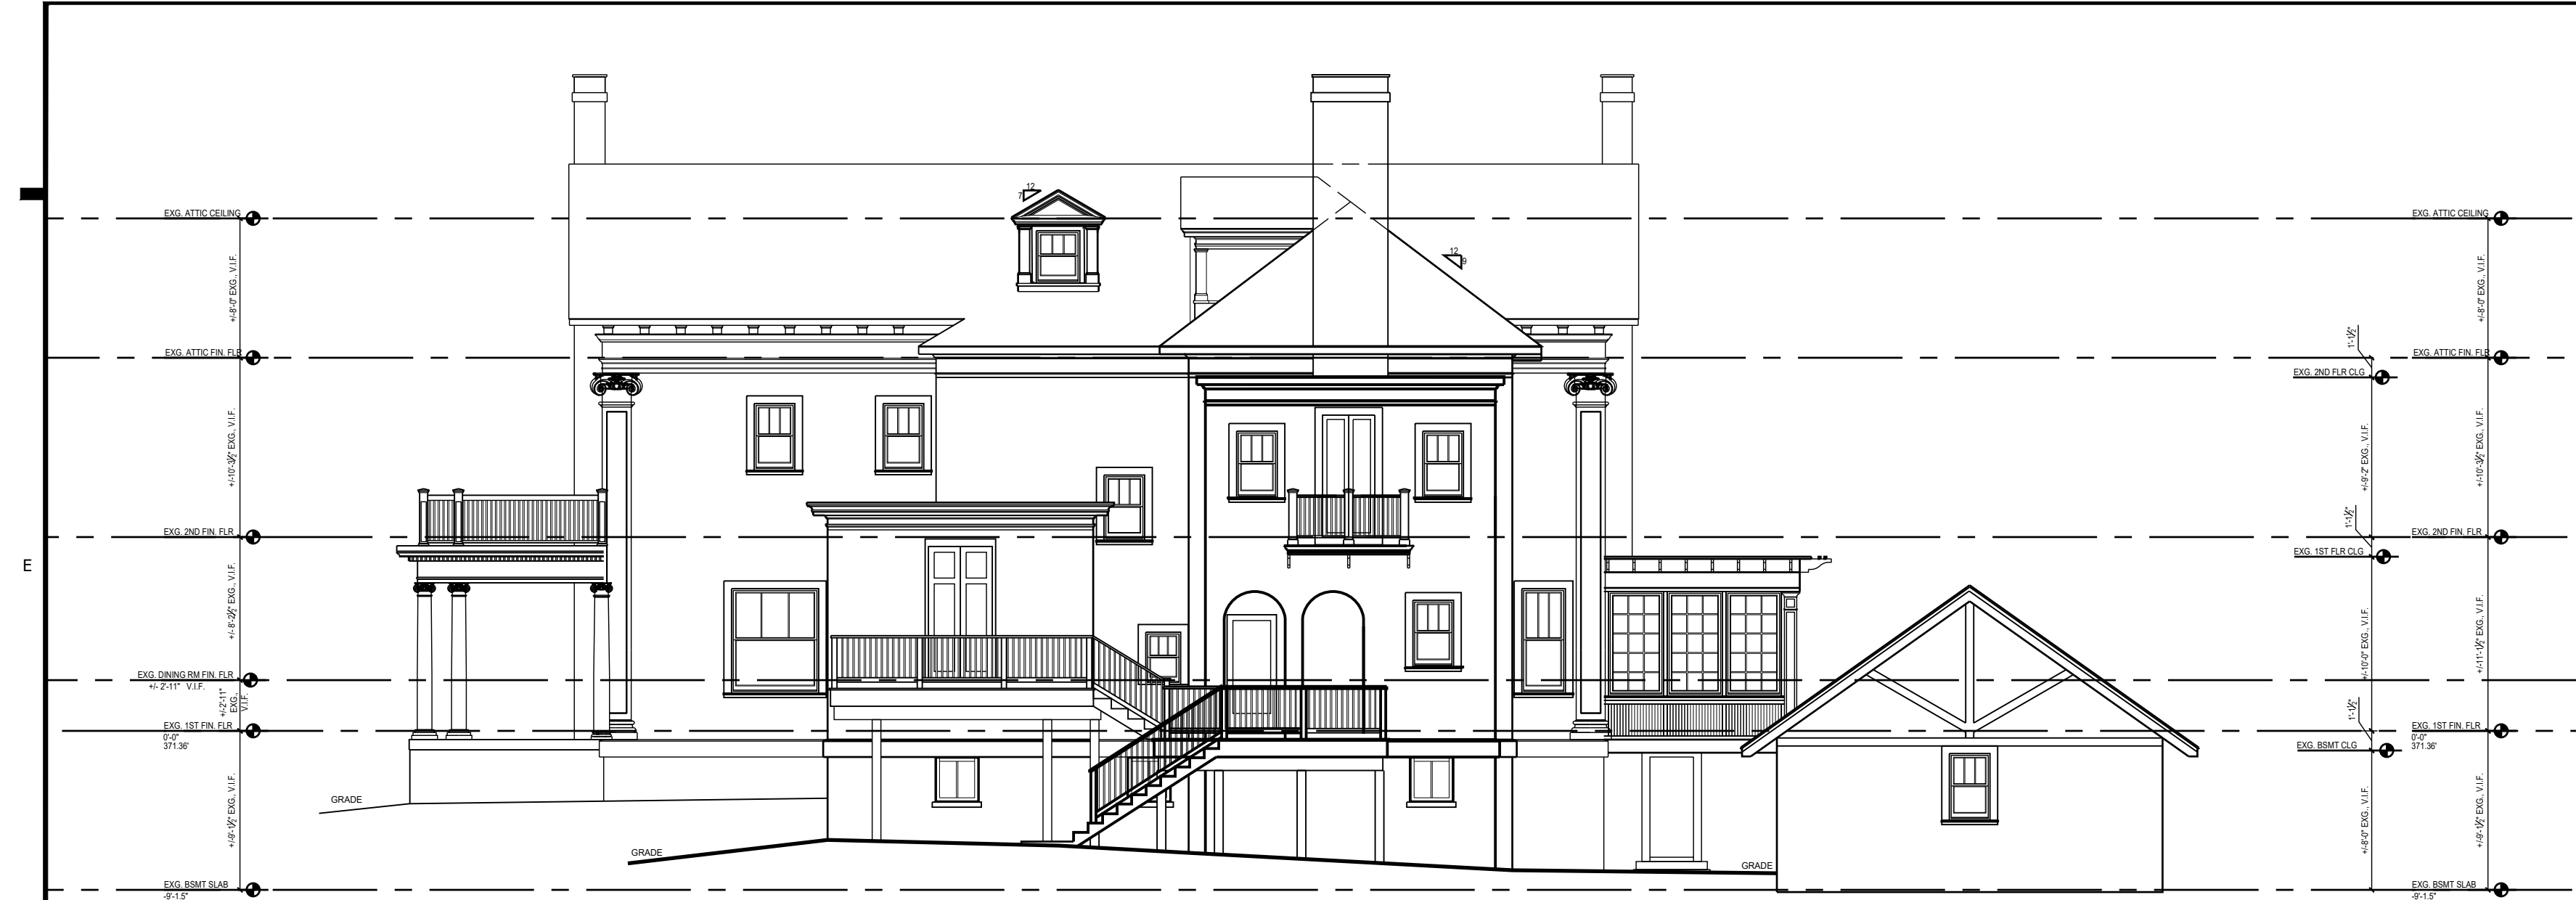 12
7
EXG. ATTIC CEILING
EXG. ATTIC CEILING
12
9
+/-8'-0" EXG., V.I.F.
+/-8'-0" EXG., V.I.F.
1'-1½"
EXG. ATTIC FIN. FLR
EXG. ATTIC FIN. FLR
EXG. 2ND FLR CLG
+/-10'-3½" EXG., V.I.F.
+/-9'-2" EXG., V.I.F.
+/-10'-3½" EXG., V.I.F.
1'-1½"
EXG. 2ND FIN. FLR
EXG. 2ND FIN. FLR
EXG. 1ST FLR CLG
E
+/- 8'-2½" EXG., V.I.F.
+/-10'-0" EXG., V.I.F.
+/-11'-1½" EXG., V.I.F.
EXG. DINING RM FIN. FLR
+/- 2'-11" V.I.F.
+/-2'-11"
EXG.,
V.I.F.
1'-1½"
EXG. 1ST FIN. FLR
0'-0"
371.36'
EXG. 1ST FIN. FLR
0'-0"
371.36'
EXG. BSMT CLG
GRADE
+/-9'-1½" EXG., V.I.F.
+/-8'-0" EXG., V.I.F.
+/-9'-1½" EXG., V.I.F.
GRADE
GRADE
EXG. BSMT SLAB
-9'-1.5"
EXG. BSMT SLAB
-9'-1.5"